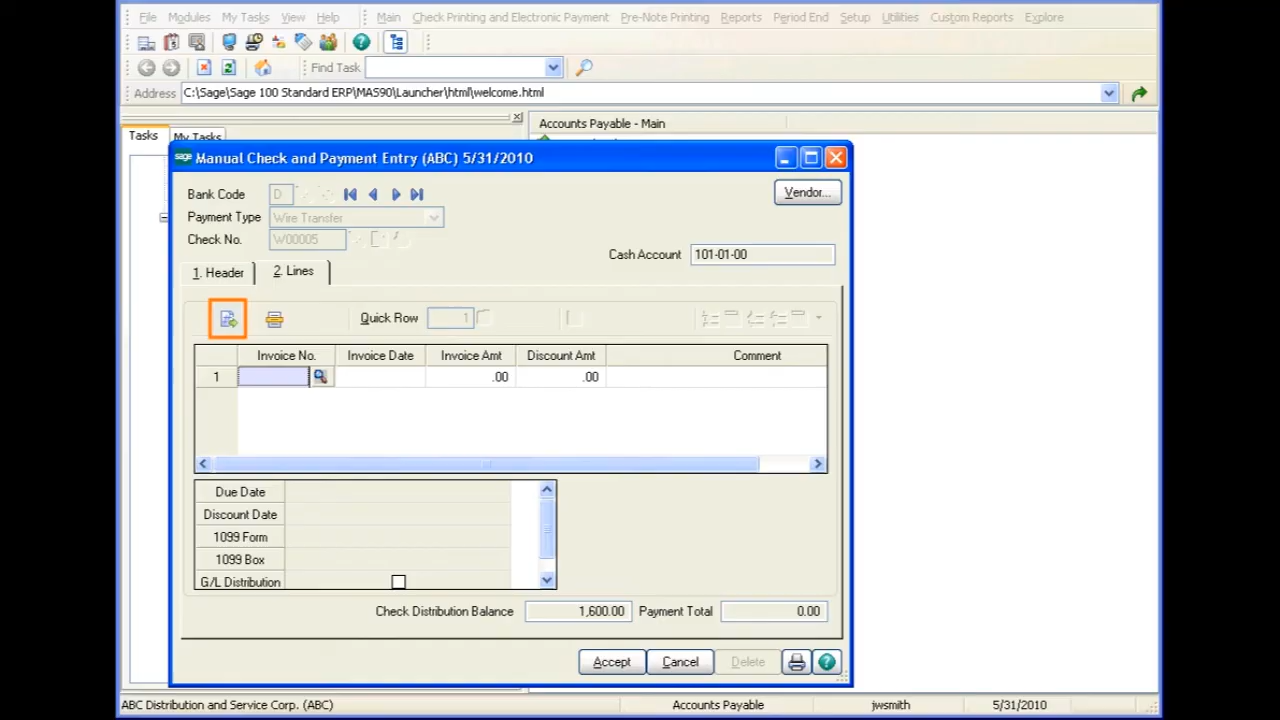 File Modules My Tasks View Help Main Check Printing and Electronic Payment Pre-Note Printing Reports Period End Setup Utilities Custom Reports Explore
Find Task
Address C:\Sage\Sage 100 Standard ERP\MAS90\Launcher\html\welcome.html
Accounts Payable - Main
Tasks My Tasks
sage Manual Check and Payment Entry (ABC) 5/31/2010
Bank Code D
Vendor...
Payment Type Wire Transfer
Check No. W00005
Cash Account 101-01-00
1. Header 2. Lines
Quick Row 1
Invoice No. Invoice Date Invoice Amt Discount Amt Comment
1 .00 .00
Due Date
Discount Date
1099 Form
1099 Box
G/L Distribution
Check Distribution Balance 1,600.00 Payment Total 0.00
Accept Cancel Delete
ABC Distribution and Service Corp. (ABC) Accounts Payable jwsmith 5/31/2010